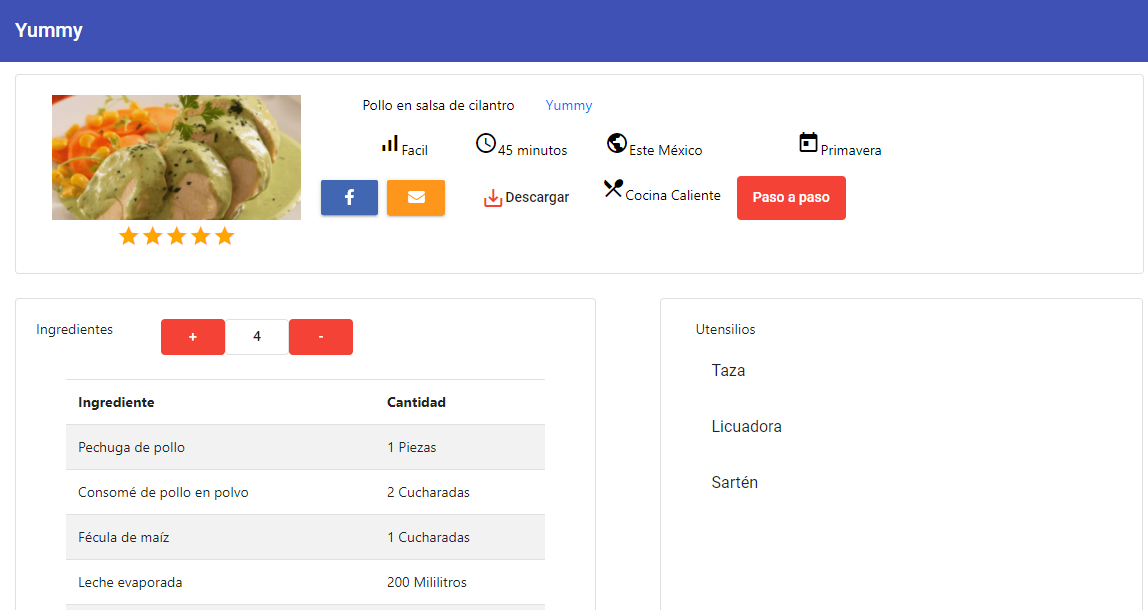 Yummy
Pollo en salsa de cilantro Yummy
Facil 45 minutos Este México Primavera
f Descargar Cocina Caliente Paso a paso
Ingredientes + 4 -
Ingrediente Cantidad
Pechuga de pollo 1 Piezas
Consomé de pollo en polvo 2 Cucharadas
Fécula de maíz 1 Cucharadas
Leche evaporada 200 Mililitros
Utensilios
Taza
Licuadora
Sartén